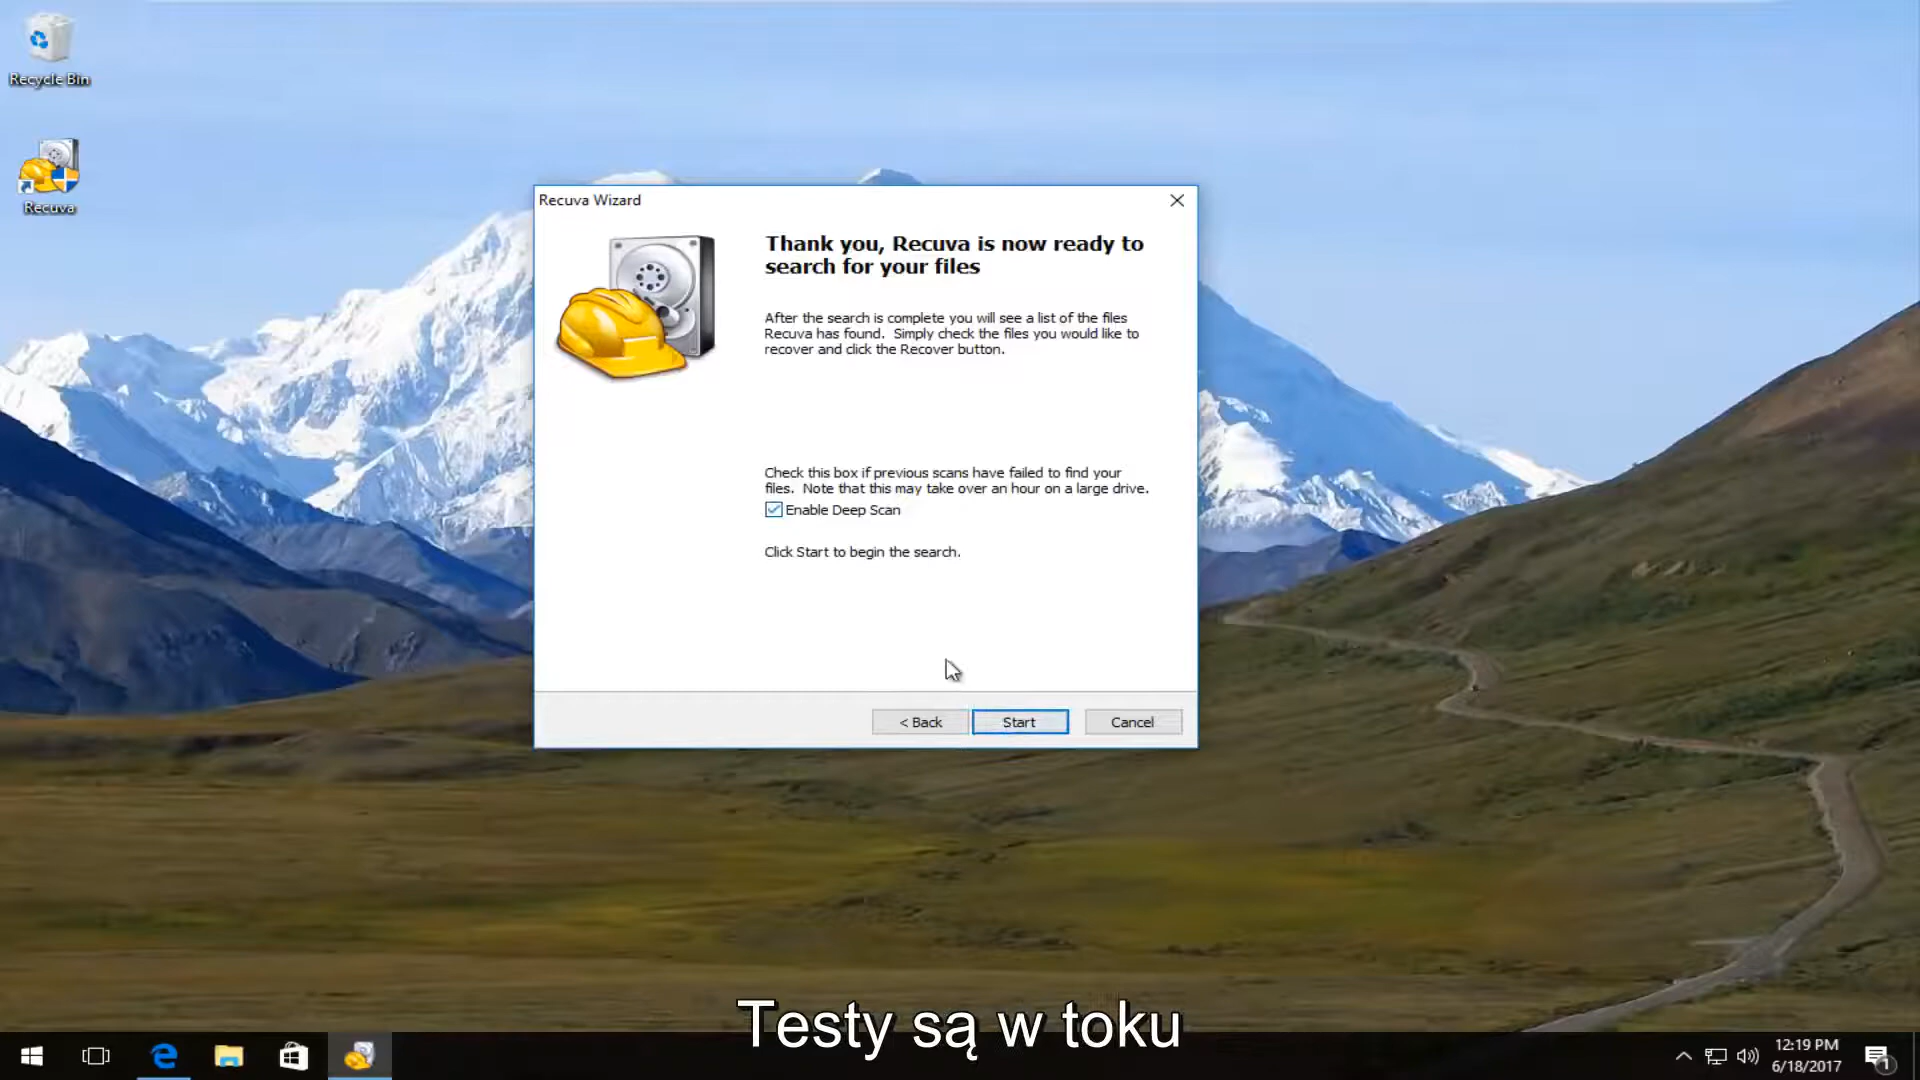 Recycle Bin
Recuva
Recuva Wizard
Thank you, Recuva is now ready to
search for your files
After the search is complete you will see a list of the files
Recuva has found.  Simply check the files you would like to
recover and click the Recover button.
Check this box if previous scans have failed to find your
files.  Note that this may take over an hour on a large drive.
Enable Deep Scan
Click Start to begin the search.
< Back
Start
Cancel
Testy są w toku
12:19 PM
6/18/2017
1